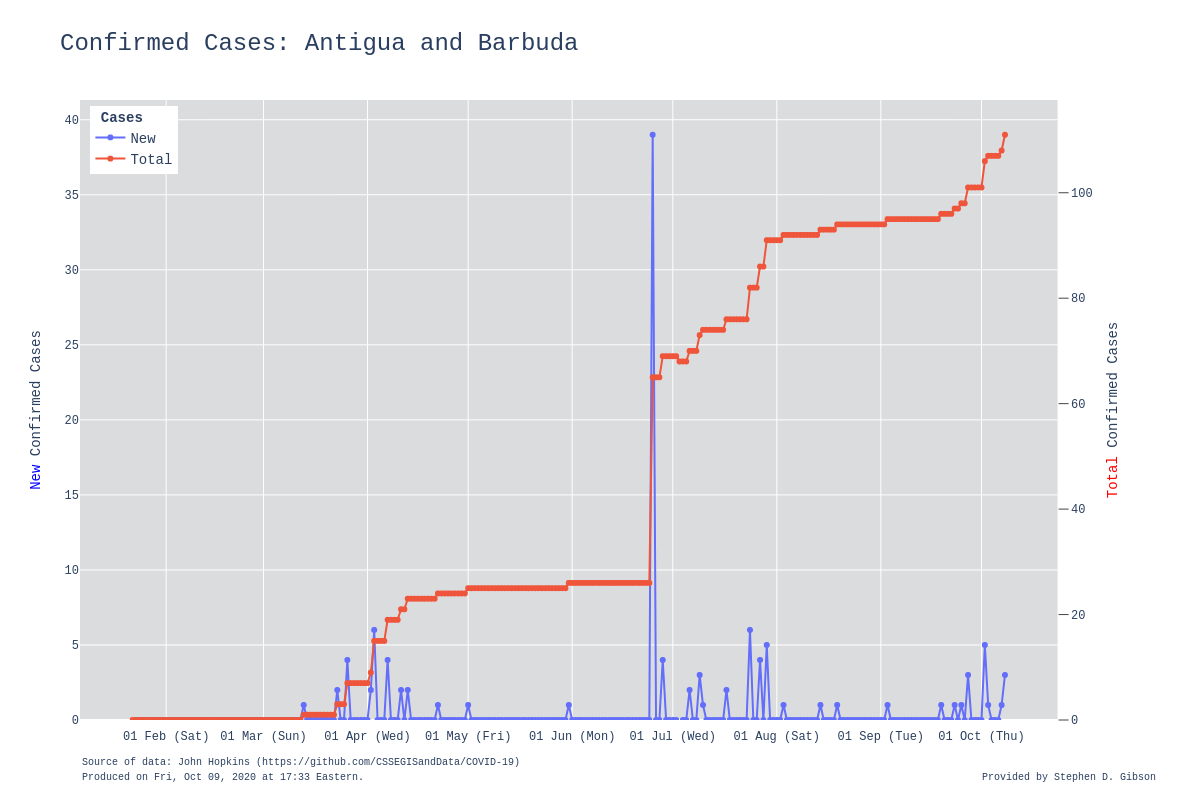 Confirmed Cases: Antigua and Barbuda
Cases
New
Total
40
35
30
25
20
15
10
5
0
New Confirmed Cases
100
80
60
40
20
0
Total Confirmed Cases
01 Feb (Sat) 01 Mar (Sun) 01 Apr (Wed) 01 May (Fri) 01 Jun (Mon) 01 Jul (Wed) 01 Aug (Sat) 01 Sep (Tue) 01 Oct (Thu)
Source of data: John Hopkins (https://github.com/CSSEGISandData/COVID-19)
Produced on Fri, Oct 09, 2020 at 17:33 Eastern.
Provided by Stephen D. Gibson